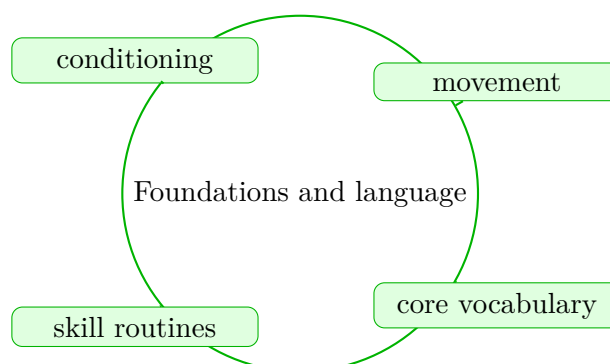 conditioning
movement
Foundations and language
core vocabulary
skill routines